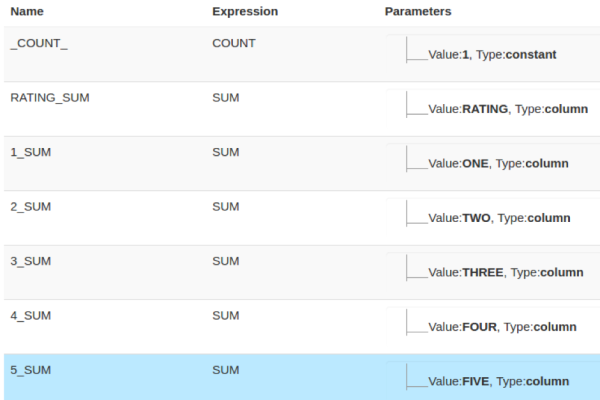 Name Expression Parameters
_COUNT_ COUNT Value:1, Type:constant
RATING_SUM SUM Value:RATING, Type:column
1_SUM SUM Value:ONE, Type:column
2_SUM SUM Value:TWO, Type:column
3_SUM SUM Value:THREE, Type:column
4_SUM SUM Value:FOUR, Type:column
5_SUM SUM Value:FIVE, Type:column